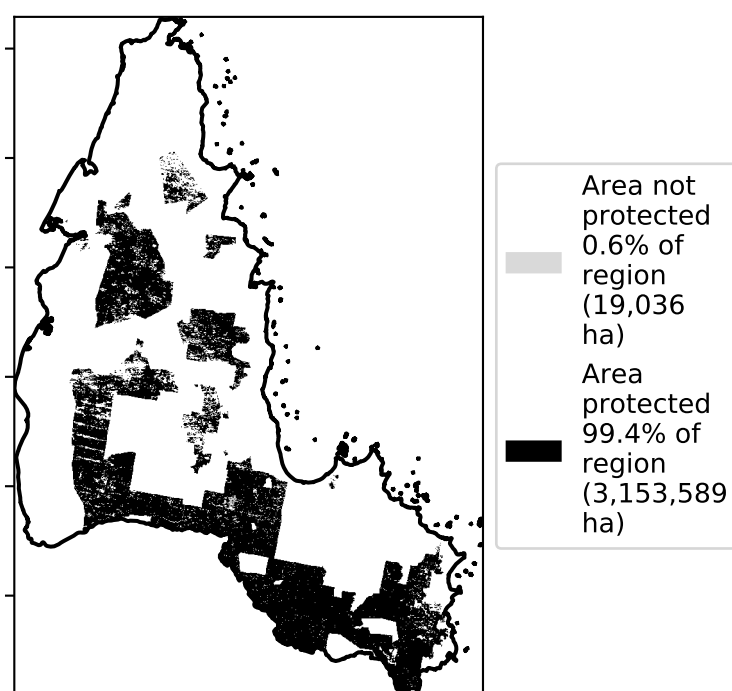 Area not
protected
0.6% of
region
(19,036
ha)
Area
protected
99.4% of
region
(3,153,589
ha)